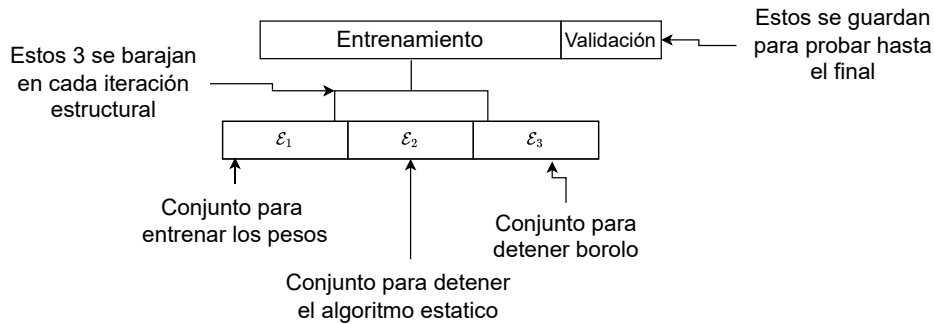 Estos se guardan
para probar hasta
el final
Entrenamiento
Validación
Estos 3 se barajan
en cada iteración
estructural
ℰ₁
ℰ₂
ℰ₃
Conjunto para
entrenar los pesos
Conjunto para
detener borolo
Conjunto para detener
el algoritmo estatico